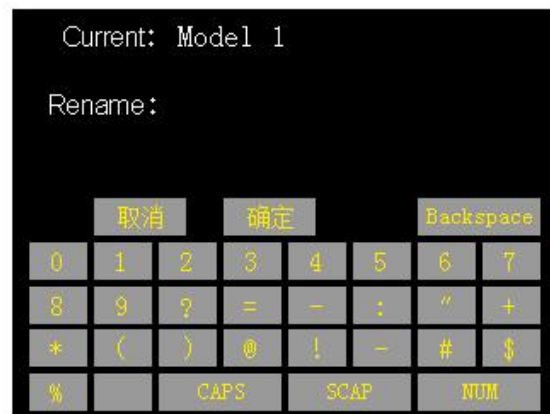 Current: Model 1
Rename:
取消 确定 Backspace
0 1 2 3 4 5 6 7
8 9 ? = - : " +
* ( ) @ ! - # $
% CAPS SCAP NUM